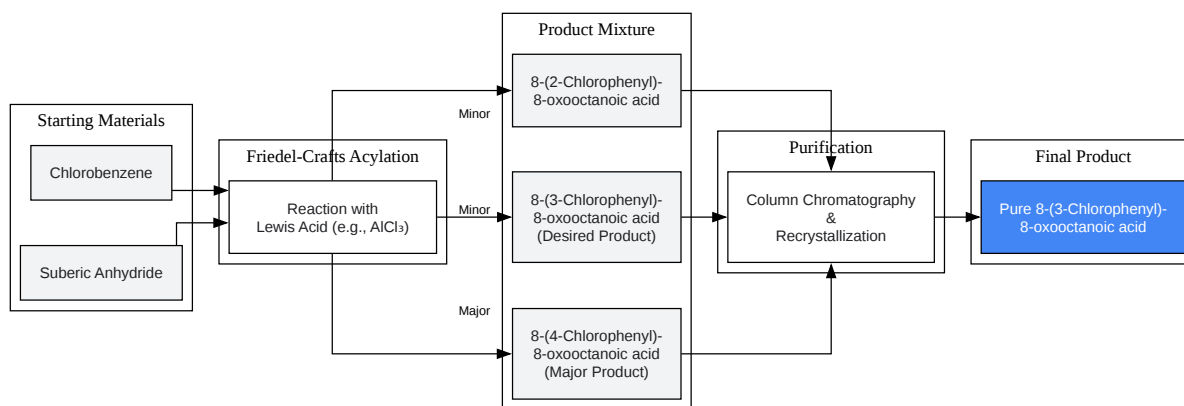 Starting Materials
Chlorobenzene
Suberic Anhydride
Friedel-Crafts Acylation
Reaction with
Lewis Acid (e.g., AlCl₃)
Minor
Minor
Major
Product Mixture
8-(2-Chlorophenyl)-
8-oxooctanoic acid
8-(3-Chlorophenyl)-
8-oxooctanoic acid
(Desired Product)
8-(4-Chlorophenyl)-
8-oxooctanoic acid
(Major Product)
Purification
Column Chromatography
&
Recrystallization
Final Product
Pure 8-(3-Chlorophenyl)-
8-oxooctanoic acid